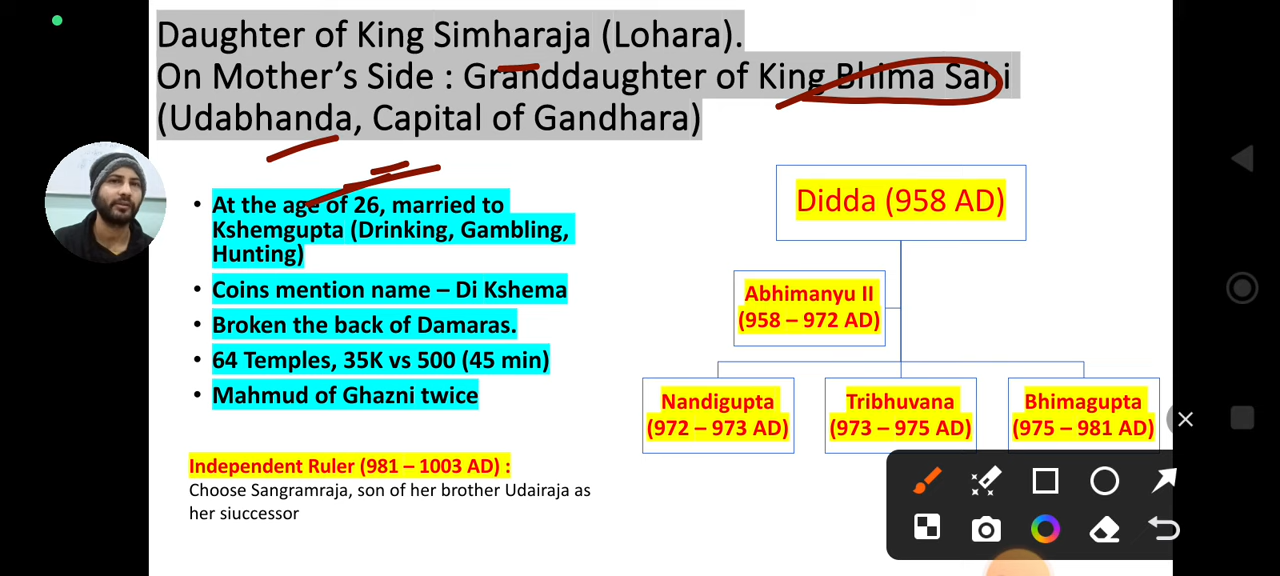 Daughter of King Simharaja (Lohara).
On Mother's Side : Granddaughter of King Bhima Sahi
(Udabhanda, Capital of Gandhara)
• At the age of 26, married to
Kshemgupta (Drinking, Gambling,
Hunting)
• Coins mention name – Di Kshema
• Broken the back of Damaras.
• 64 Temples, 35K vs 500 (45 min)
• Mahmud of Ghazni twice
Independent Ruler (981 – 1003 AD) :
Choose Sangramraja, son of her brother Udairaja as
her siuccessor
Didda (958 AD)
Abhimanyu II
(958 – 972 AD)
Nandigupta
(972 – 973 AD)
Tribhuvana
(973 – 975 AD)
Bhimagupta
(975 – 981 AD)